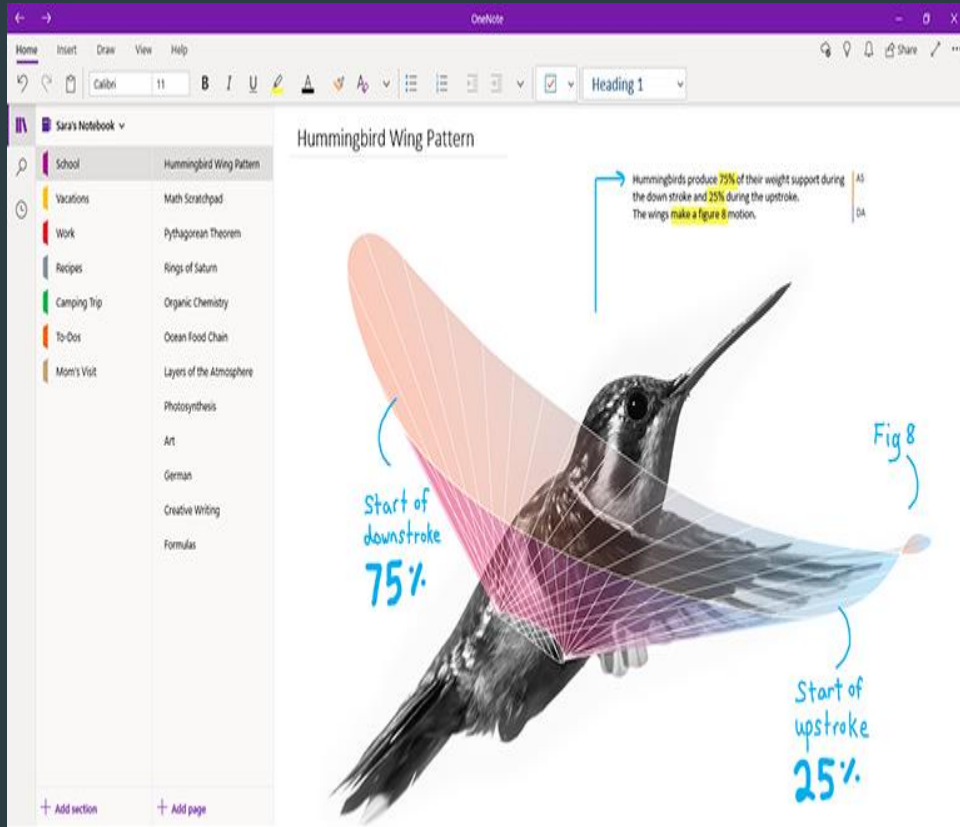 OneNote
Home Insert Draw View Help
Share
Calibri 11 B I U A A Heading 1
Sara's Notebook
School
Vacations
Work
Recipes
Camping Trip
To-Dos
Mom's Visit
Add section
Hummingbird Wing Pattern
Math Scratchpad
Pythagorean Theorem
Rings of Saturn
Organic Chemistry
Ocean Food Chain
Layers of the Atmosphere
Photosynthesis
Art
German
Creative Writing
Formulas
Add page
Hummingbird Wing Pattern
Hummingbirds produce 75% of their weight support during
the down stroke and 25% during the upstroke.
The wings make a figure 8 motion.
AS
DA
Fig 8
Start of
downstroke
75%
Start of
upstroke
25%